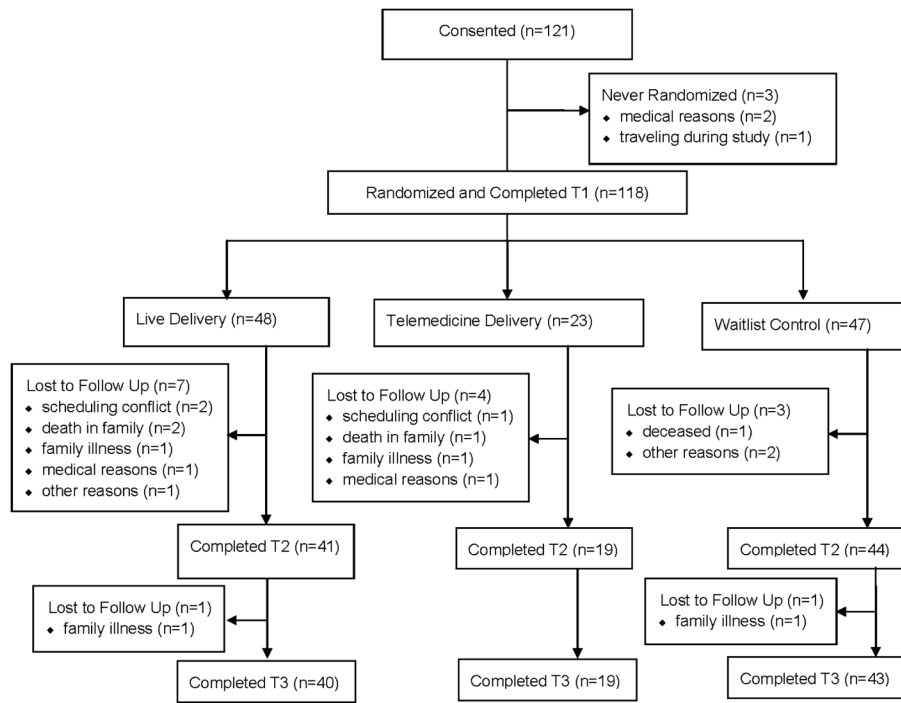 Consented (n=121)
Never Randomized (n=3)
◆ medical reasons (n=2)
◆ traveling during study (n=1)
Randomized and Completed T1 (n=118)
Live Delivery (n=48)
Telemedicine Delivery (n=23)
Waitlist Control (n=47)
Lost to Follow Up (n=7)
◆ scheduling conflict (n=2)
◆ death in family (n=2)
◆ family illness (n=1)
◆ medical reasons (n=1)
◆ other reasons (n=1)
Lost to Follow Up (n=4)
◆ scheduling conflict (n=1)
◆ death in family (n=1)
◆ family illness (n=1)
◆ medical reasons (n=1)
Lost to Follow Up (n=3)
◆ deceased (n=1)
◆ other reasons (n=2)
Completed T2 (n=41)
Completed T2 (n=19)
Completed T2 (n=44)
Lost to Follow Up (n=1)
◆ family illness (n=1)
Lost to Follow Up (n=1)
◆ family illness (n=1)
Completed T3 (n=40)
Completed T3 (n=19)
Completed T3 (n=43)